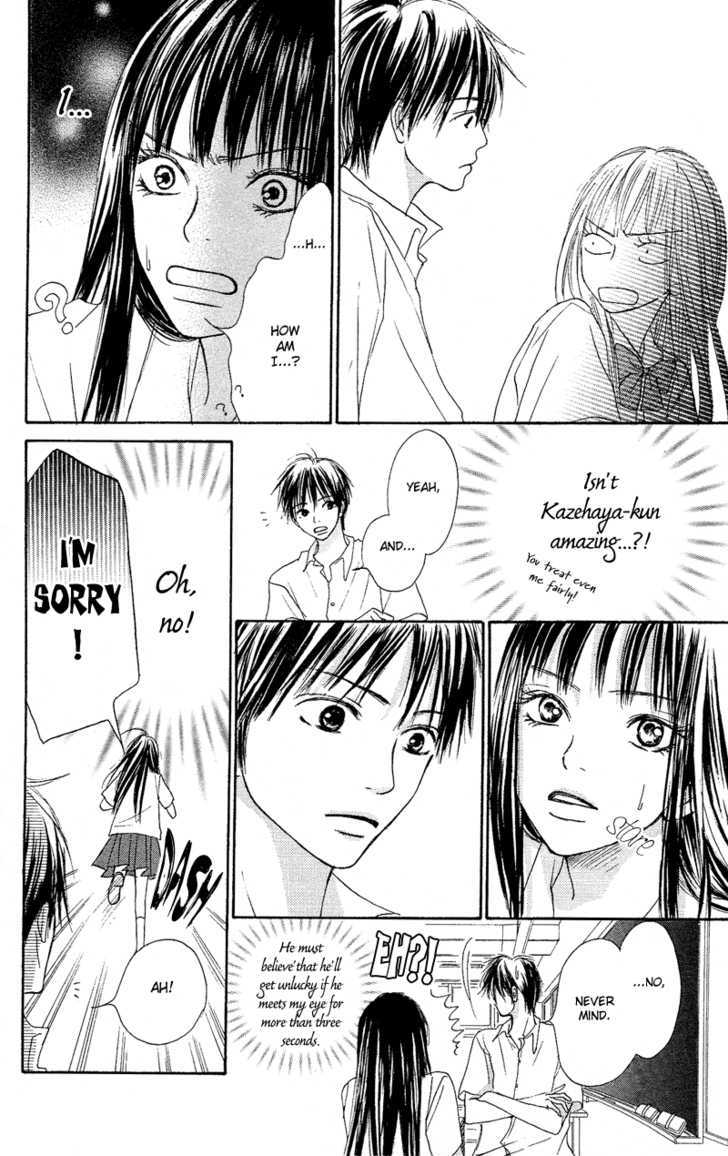 I...
...H...
HOW
AM
I...?
?
?
Isn't
Kazehaya-kun
amazing...?!
You treat even
me fairly!
YEAH,
AND...
stare
...NO,
NEVER
MIND.
EH?!
He must
believe that he'll
get unlucky if he
meets my eye for
more than three
seconds.
Oh,
no!
I'M
SORRY
!
DASH
AH!